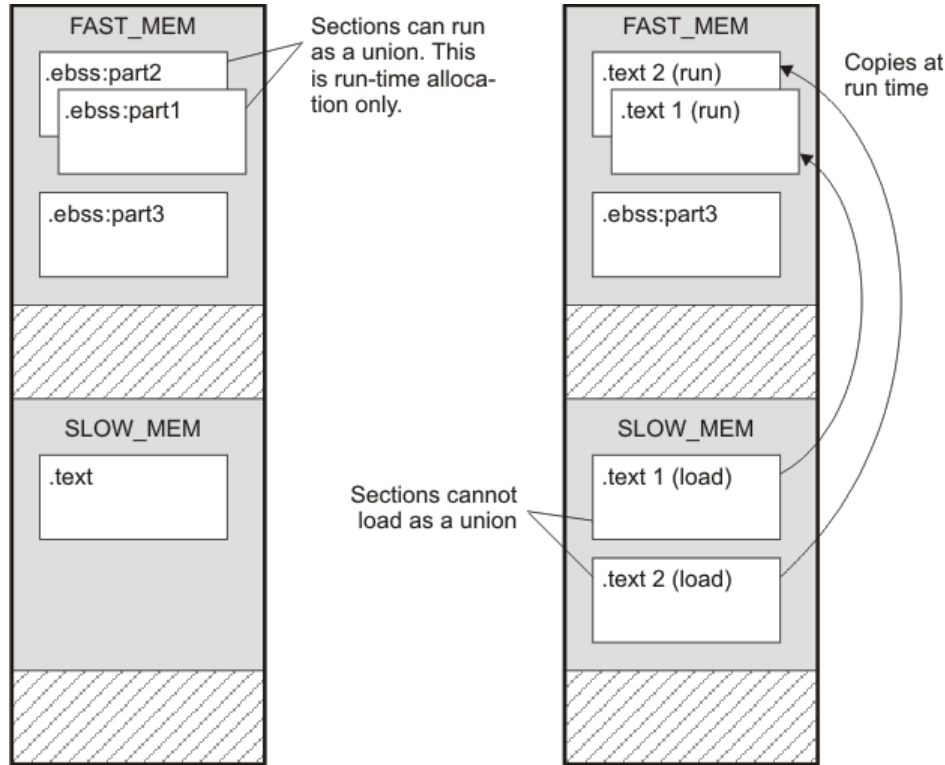 FAST_MEM
.ebss:part2
.ebss:part1
.ebss:part3
SLOW_MEM
.text
Sections can run
as a union. This
is run-time alloca-
tion only.
FAST_MEM
.text 2 (run)
.text 1 (run)
.ebss:part3
SLOW_MEM
.text 1 (load)
.text 2 (load)
Copies at
run time
Sections cannot
load as a union